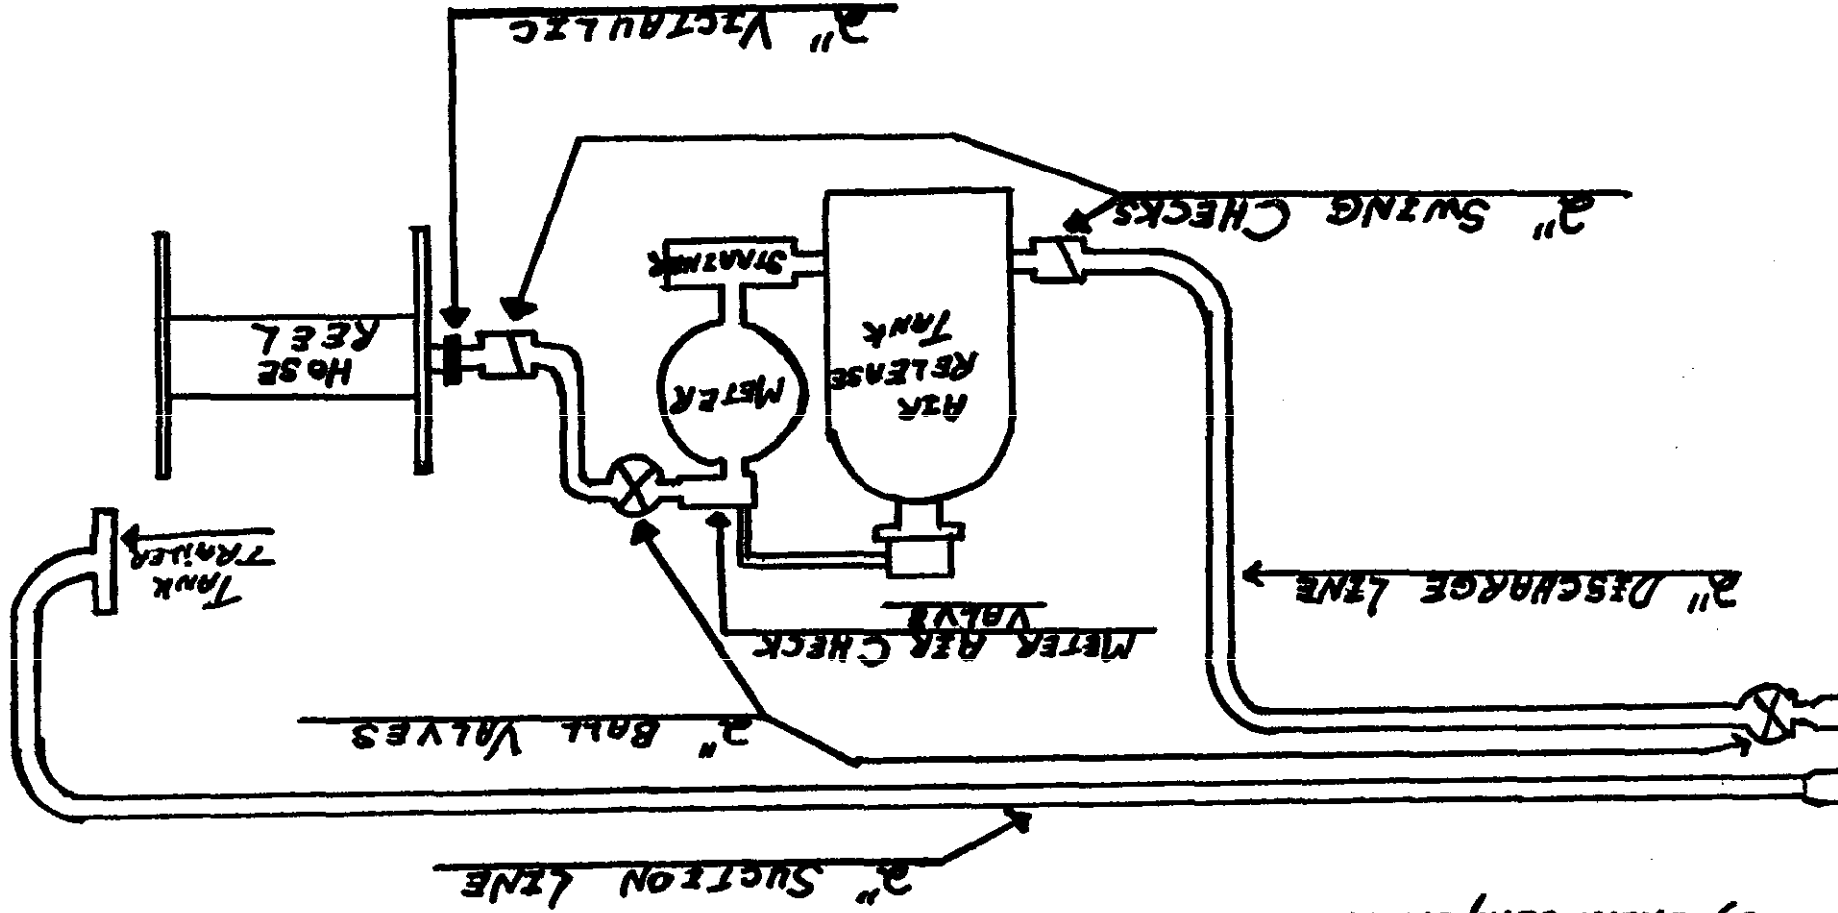 2" SUCTION LINE
2" BALL VALVES
METER AIR CHECK
VALVE
2" DISCHARGE LINE
TANK
TRAILER
AIR
RELEASE
TANK
METER
HOSE
REEL
STRAINER
2" SWING CHECKS
2" VICTAULIC